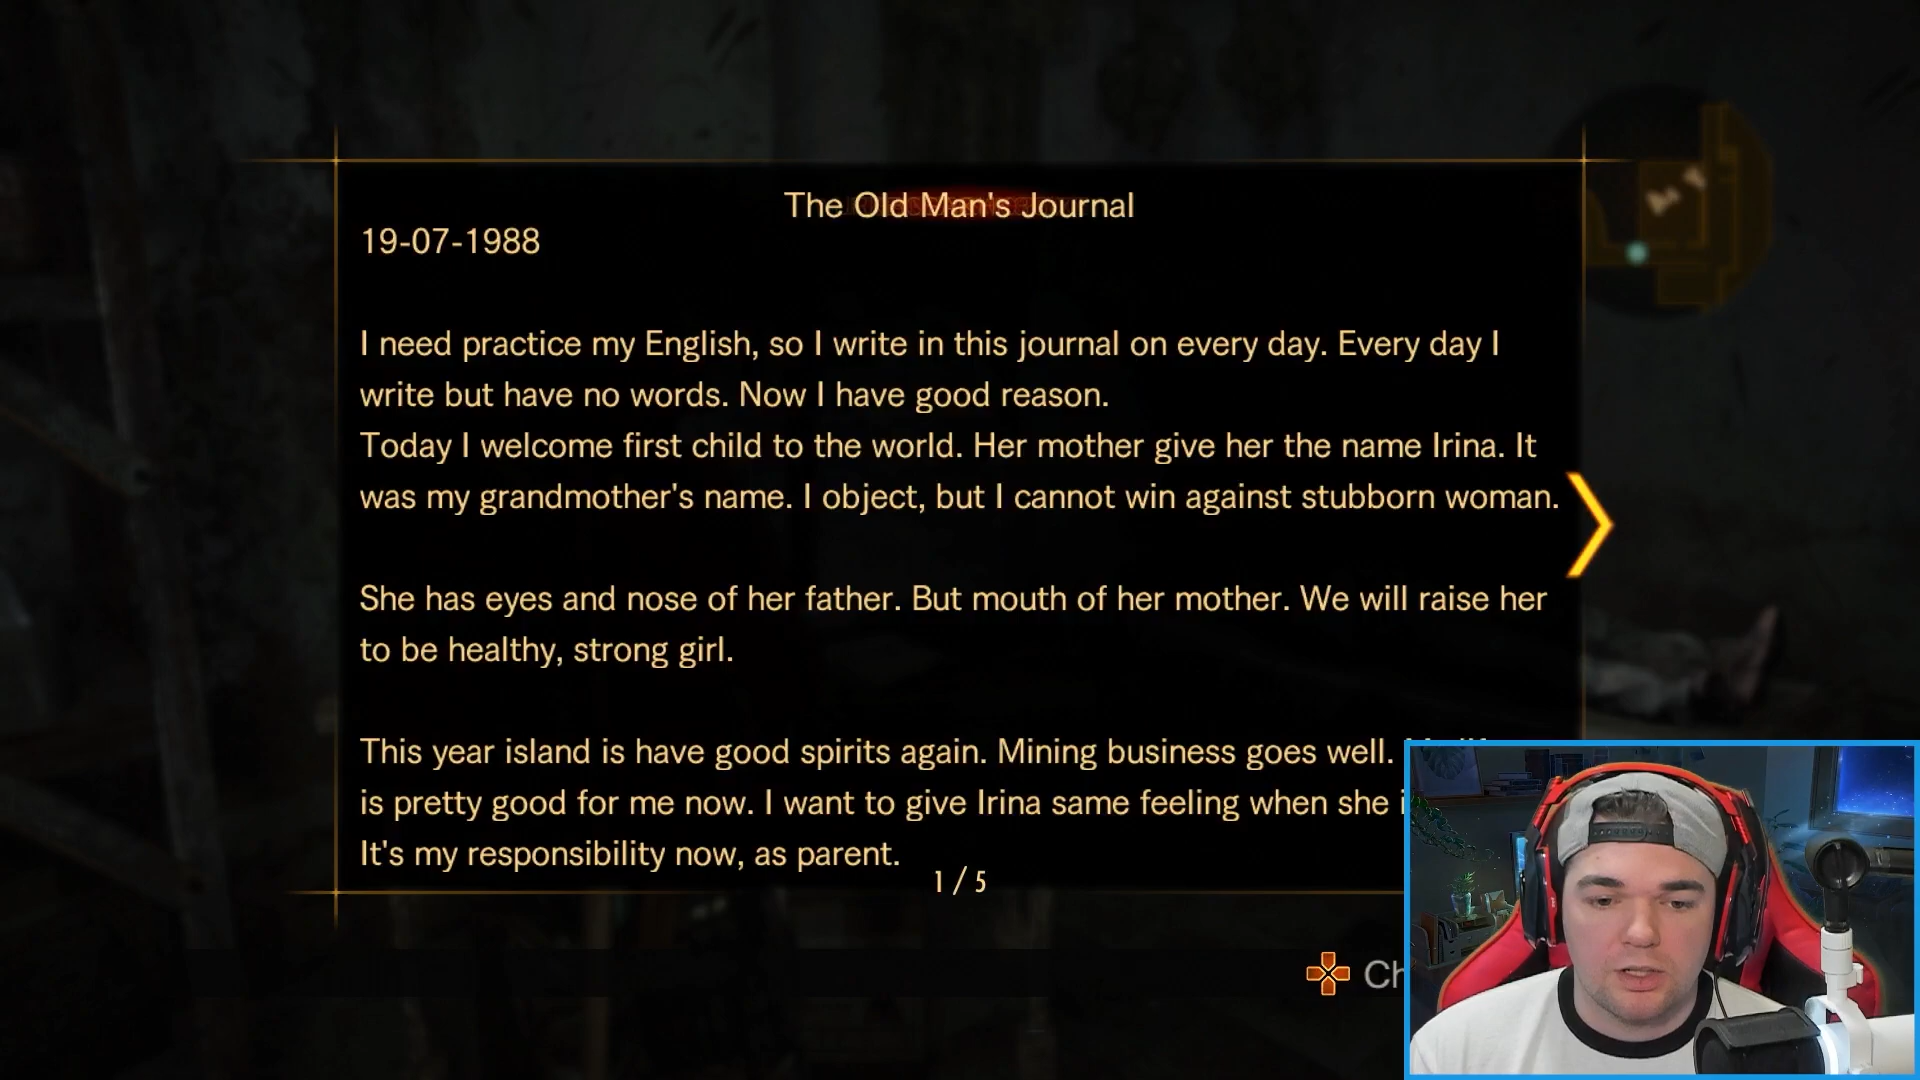 The Old Man's Journal
19-07-1988
I need practice my English, so I write in this journal on every day. Every day I
write but have no words. Now I have good reason.
Today I welcome first child to the world. Her mother give her the name Irina. It
was my grandmother's name. I object, but I cannot win against stubborn woman.
She has eyes and nose of her father. But mouth of her mother. We will raise her
to be healthy, strong girl.
This year island is have good spirits again. Mining business goes well.
is pretty good for me now. I want to give Irina same feeling when she
It's my responsibility now, as parent.
1 / 5